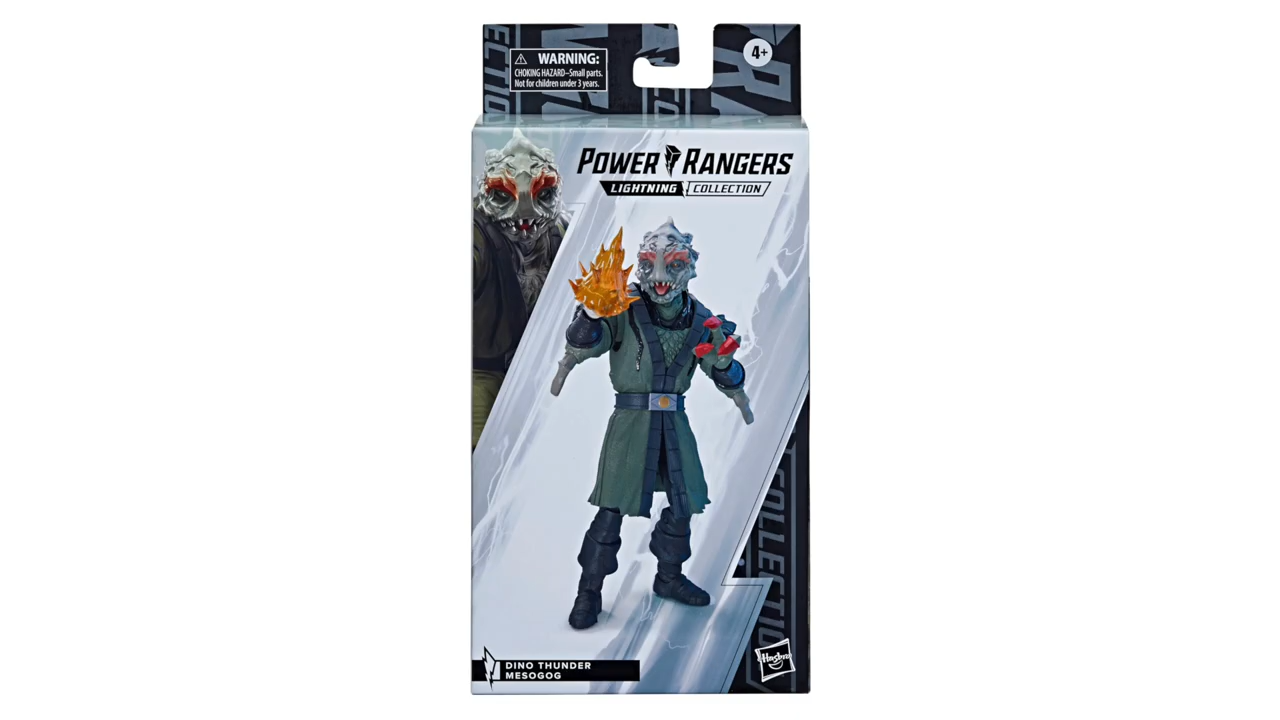 WARNING:
CHOKING HAZARD–Small parts.
Not for children under 3 years.
4+
POWER RANGERS
LIGHTNING COLLECTION
COLLECTIO
DINO THUNDER
MESOGOG
Hasbro